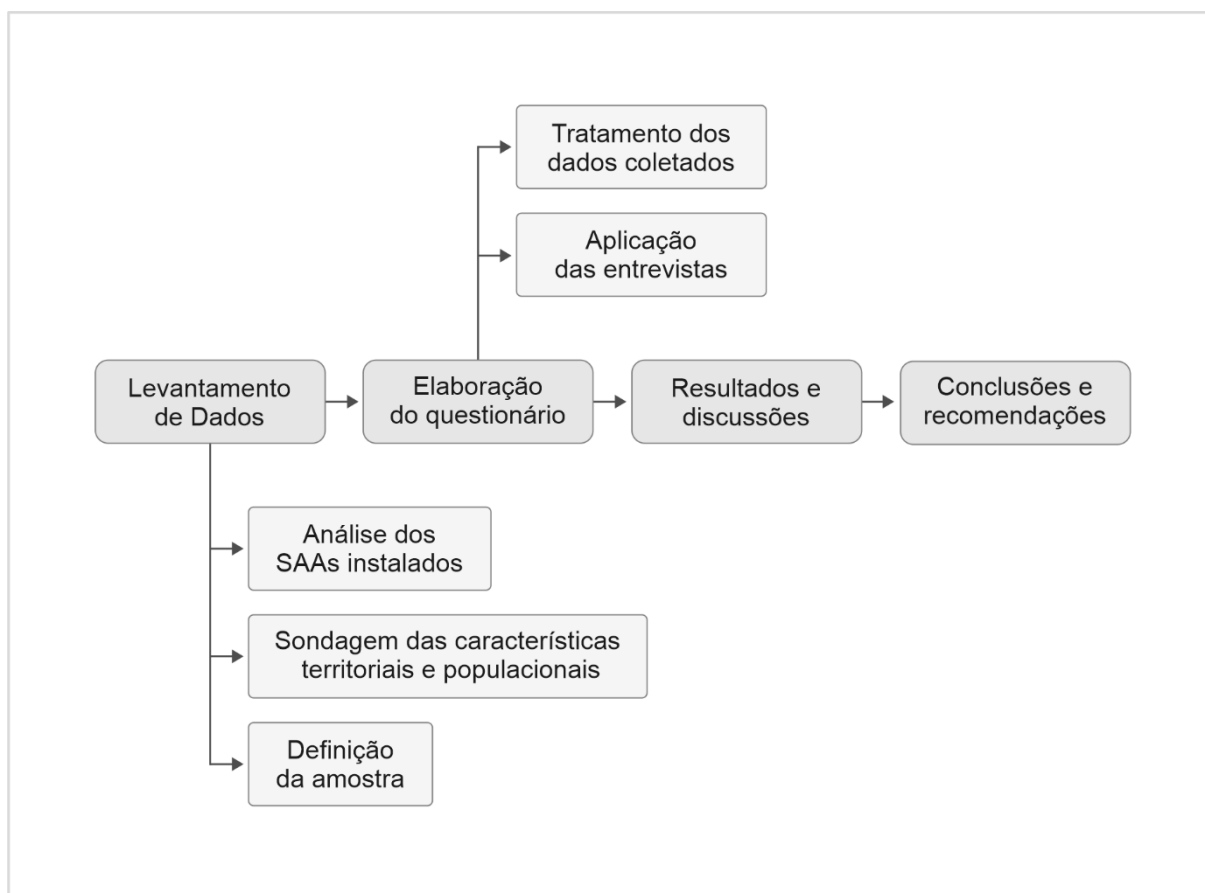 Tratamento dos
dados coletados
Aplicação
das entrevistas
Levantamento
de Dados
Elaboração
do questionário
Resultados e
discussões
Conclusões e
recomendações
Análise dos
SAAs instalados
Sondagem das características
territoriais e populacionais
Definição
da amostra